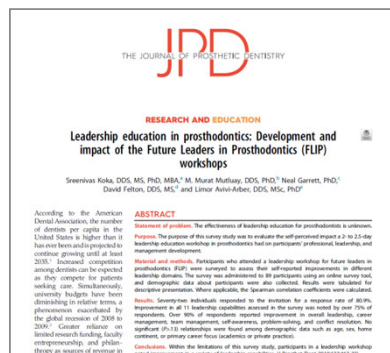 JPD
THE JOURNAL OF PROSTHETIC DENTISTRY
RESEARCH AND EDUCATION
Leadership education in prosthodontics: Development and
impact of the Future Leaders in Prosthodontics (FLIP)
workshops
Sreenivas Koka, DDS, MS, PhD, MBA,ᵃ M. Murat Mutluay, DDS, PhD,ᵇ Neal Garrett, PhD,ᶜ
David Felton, DDS, MS,ᵈ and Limor Avivi-Arber, DDS, MSc, PhDᵉ
According to the American
Dental Association, the number
of dentists per capita in the
United States is higher than it
has ever been and is projected to
continue growing until at least
2035.¹ Increased competition
among dentists can be expected
as they compete for patients
seeking care. Simultaneously,
university budgets have been
diminishing in relative terms, a
phenomenon exacerbated by
the global recession of 2008 to
2009.² Greater reliance on
limited research funding, faculty
entrepreneurship, and philan-
thropy as sources of revenue in
ABSTRACT
Statement of problem. The effectiveness of leadership education for prosthodontists is unknown.
Purpose. The purpose of this survey study was to evaluate the self-perceived impact a 2- to 2.5-day
leadership education workshop in prosthodontics had on participants' professional, leadership, and
management development.
Material and methods. Participants who attended a leadership workshop for future leaders in
prosthodontics (FLIP) were surveyed to assess their self-reported improvements in different
leadership domains. The survey was administered to 89 participants using an online survey tool,
and demographic data about participants were also collected. Results were tabulated for
descriptive presentation. Where applicable, the Spearman correlation coefficients were calculated.
Results. Seventy-two individuals responded to the invitation for a response rate of 80.9%.
Improvement in all 11 leadership capabilities assessed in the survey was noted by over 75% of
respondents. Over 90% of respondents reported improvement in overall leadership, career
management, team management, self-awareness, problem-solving, and conflict resolution. No
significant (P>.13) relationships were found among demographic data such as age, sex, home
continent, or primary career focus (academics or private practice).
Conclusions. Within the limitations of this survey study, participants in a leadership workshop